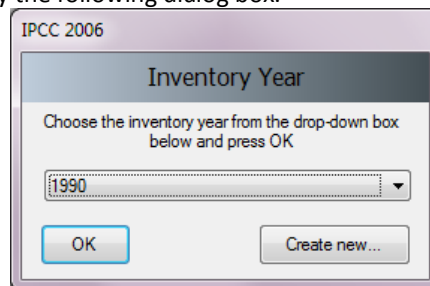 the following dialog box.
IPCC 2006
Inventory Year
Choose the inventory year from the drop-down box
below and press OK
1990
OK
Create new...